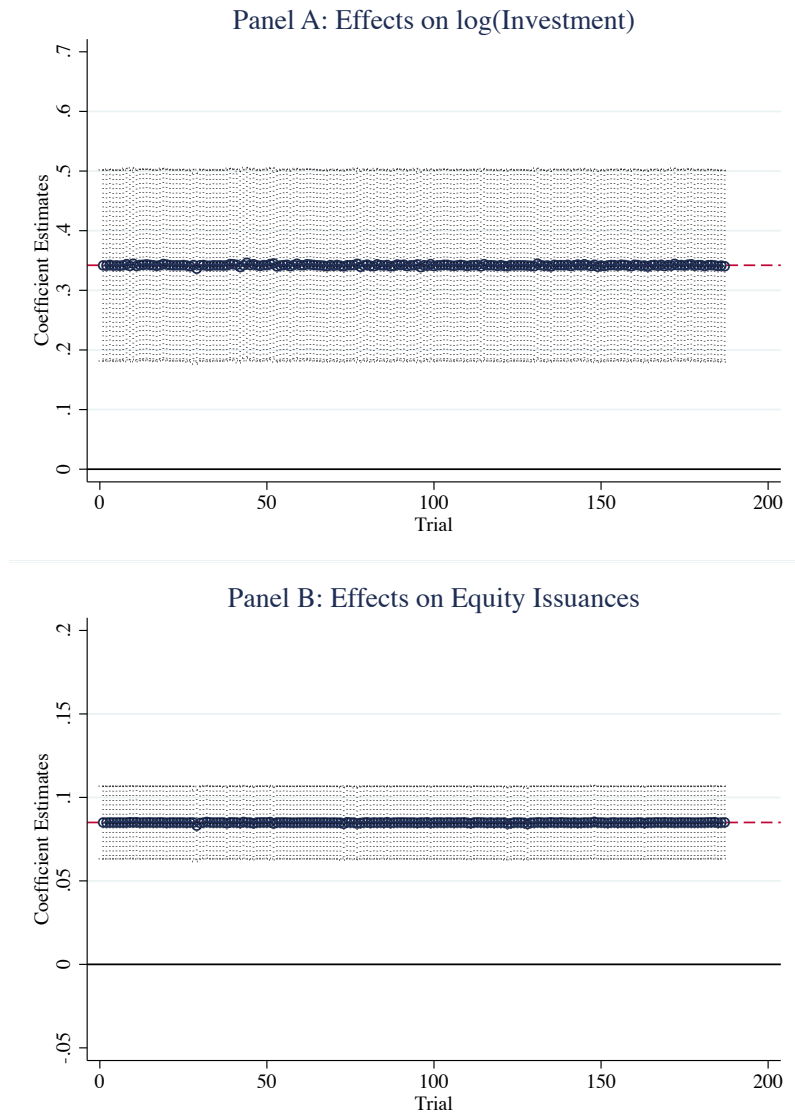 Panel A: Effects on log(Investment)
.7
.6
.5
.4
.3
.2
.1
0
Coefficient Estimates
0 50 100 150 200
Trial
Panel B: Effects on Equity Issuances
.2
.15
.1
.05
0
-.05
Coefficient Estimates
0 50 100 150 200
Trial